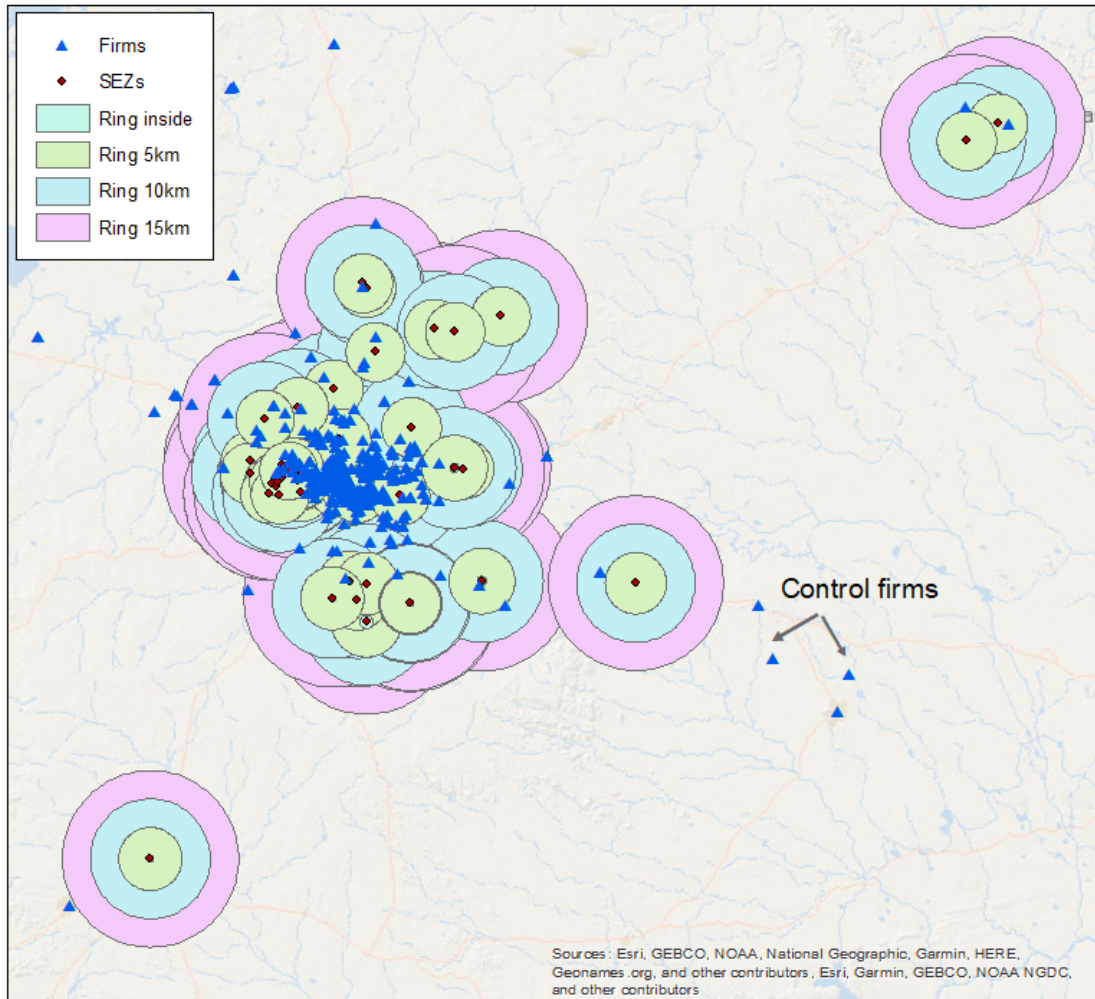 Firms
SEZs
Ring inside
Ring 5km
Ring 10km
Ring 15km
Control firms
Sources: Esri, GEBCO, NOAA, National Geographic, Garmin, HERE,
Geonames.org, and other contributors, Esri, Garmin, GEBCO, NOAA NGDC,
and other contributors